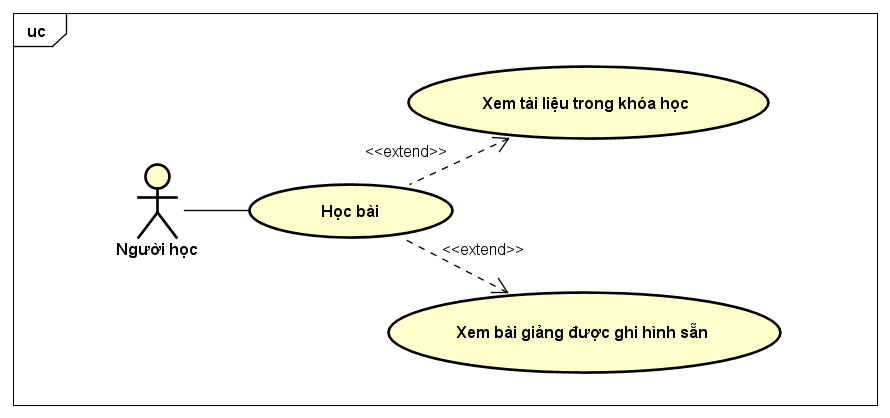 uc
Xem tài liệu trong khóa học
<<extend>>
Học bài
Người học
<<extend>>
Xem bài giảng được ghi hình sẵn